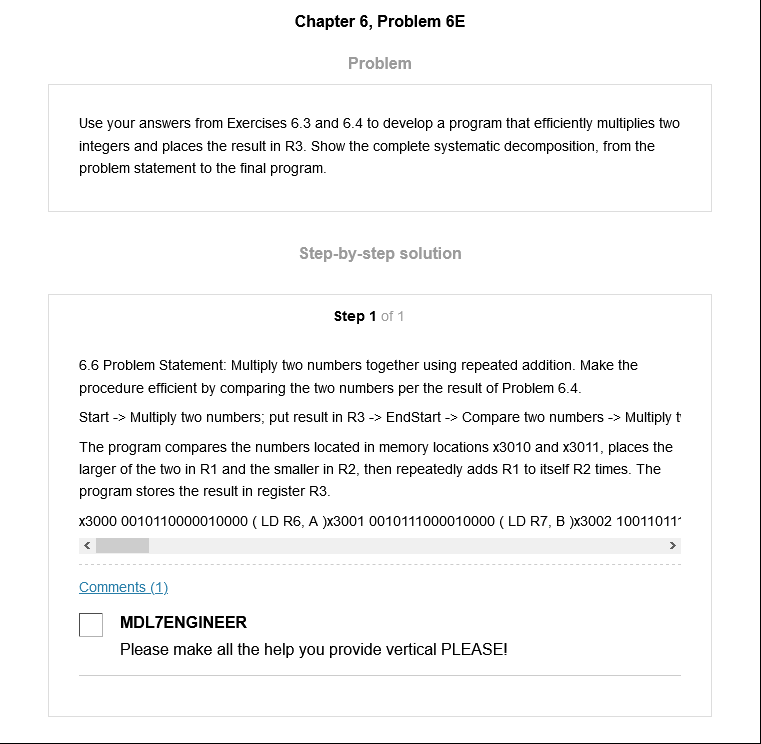 Chapter 6, Problem 6E
Problem
Use your answers from Exercises 6.3 and 6.4 to develop a program that efficiently multiplies two
integers and places the result in R3. Show the complete systematic decomposition, from the
problem statement to the final program.
Step-by-step solution
Step 1 of 1
6.6 Problem Statement: Multiply two numbers together using repeated addition. Make the
procedure efficient by comparing the two numbers per the result of Problem 6.4.
Start -> Multiply two numbers; put result in R3 -> EndStart -> Compare two numbers -> Multiply
The program compares the numbers located in memory locations x3010 and x3011, places the
larger of the two in R1 and the smaller in R2, then repeatedly adds R1 to itself R2 times. The
program stores the result in register R3.
x3000 0010110000010000 ( LD R6, A )x3001 0010111000010000 ( LD R7, B )x3002
Comments (1)
MDL7ENGINEER
Please make all the help you provide vertical PLEASE!